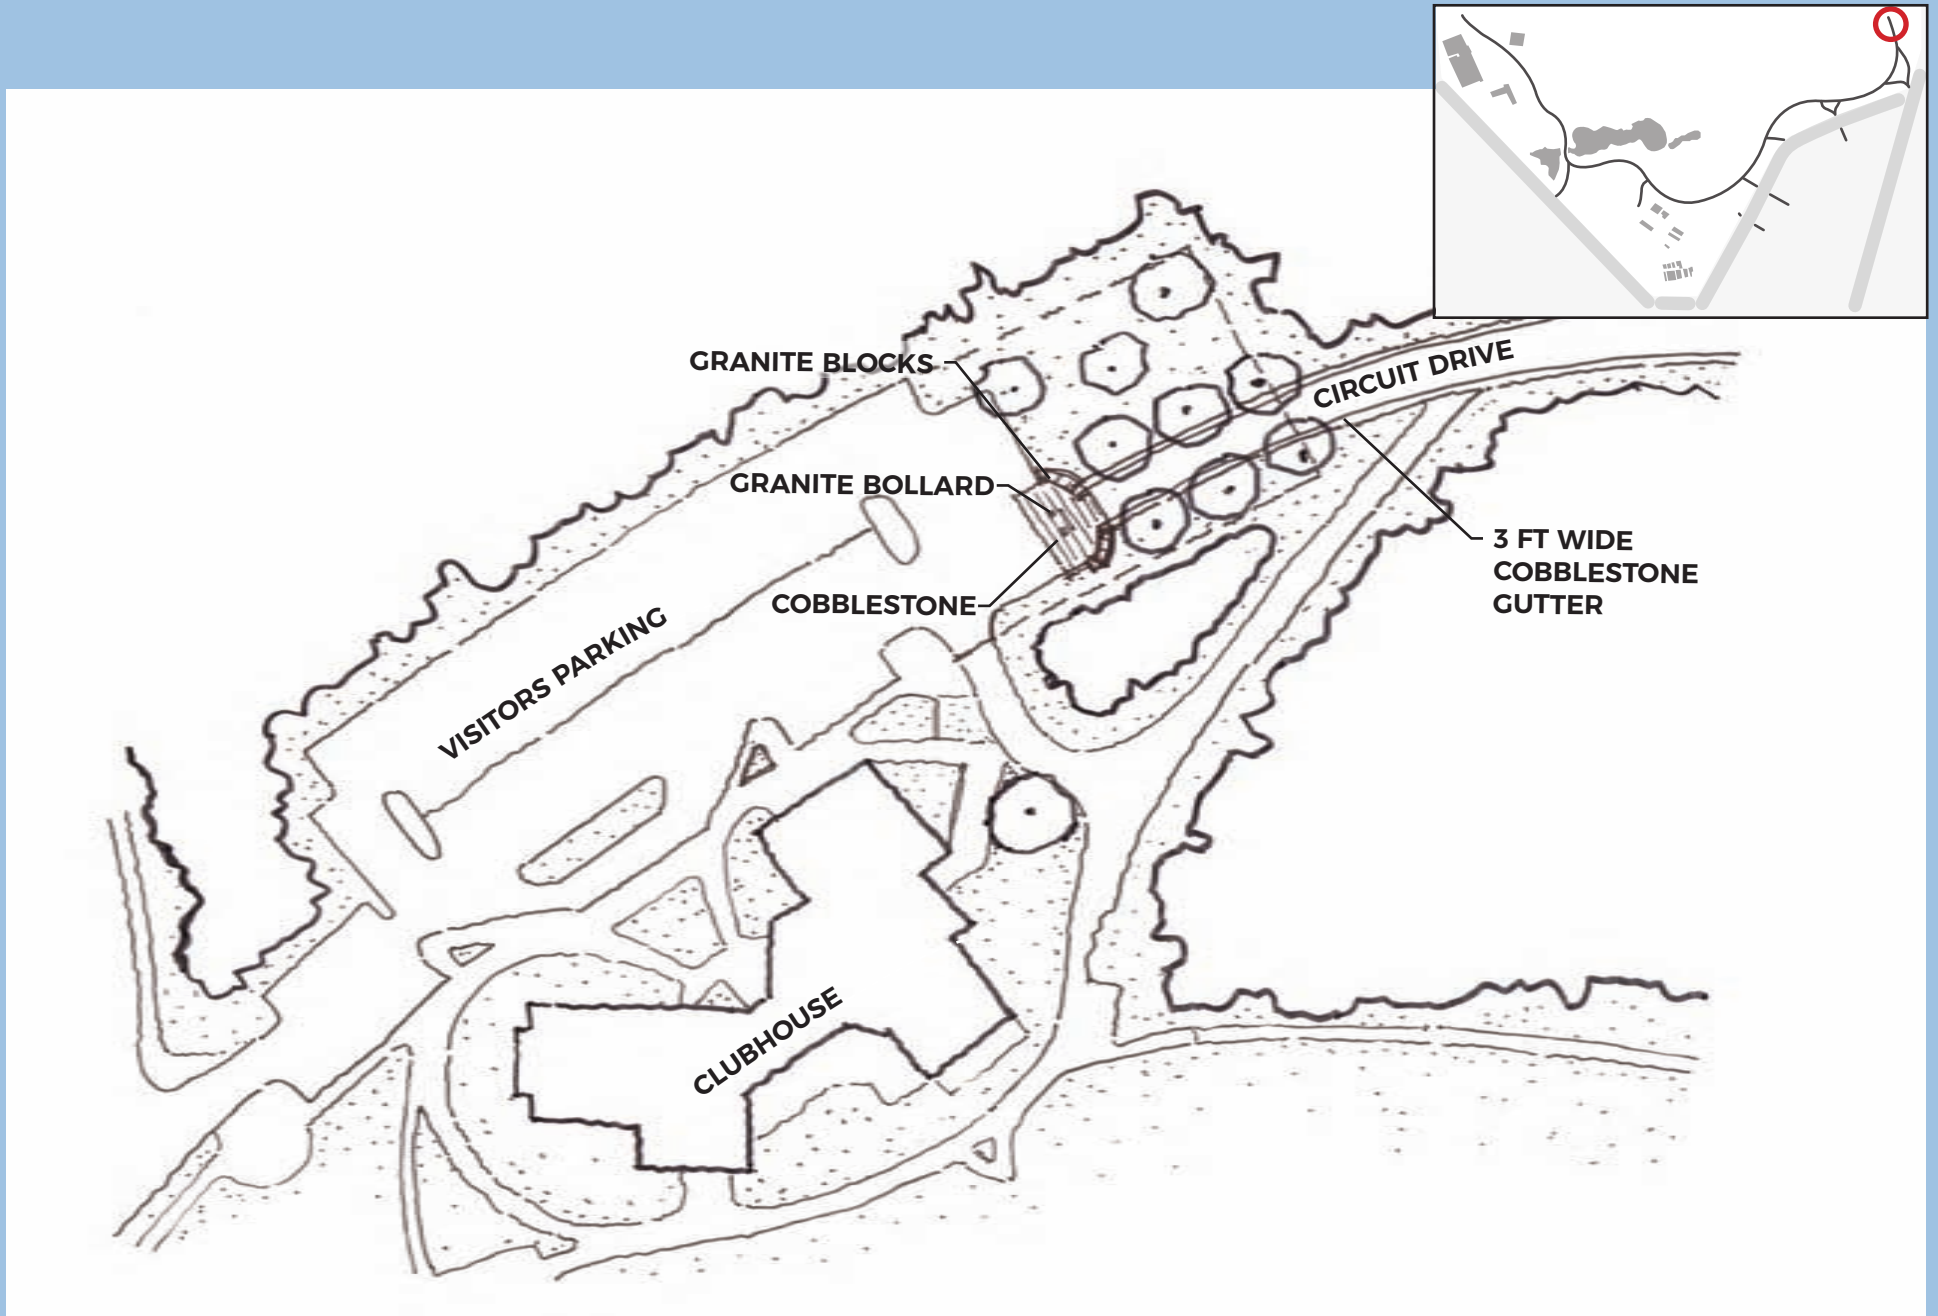 CIRCUIT DRIVE
GRANITE BLOCKS
GRANITE BOLLARD
3 FT WIDE
COBBLESTONE
GUTTER
COBBLESTONE
VISITORS PARKING
CLUBHOUSE